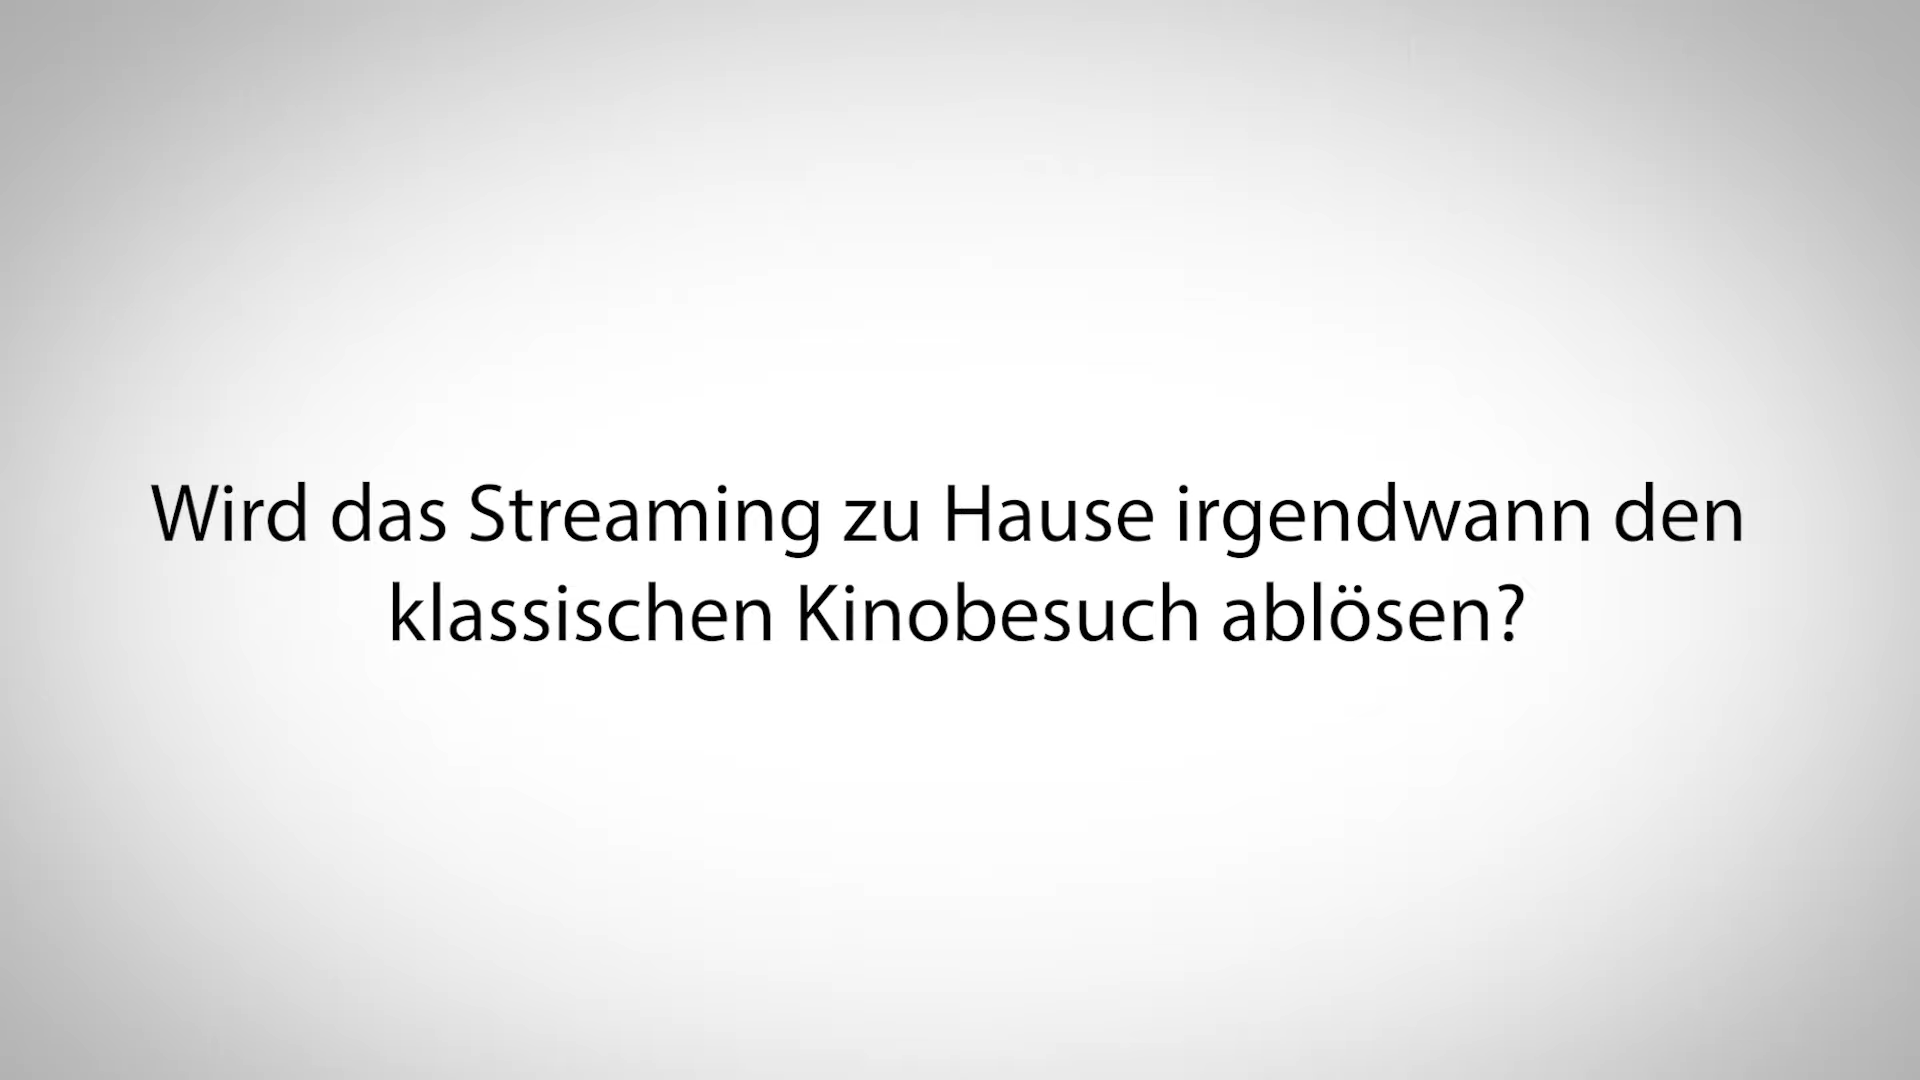 Wird das Streaming zu Hause irgendwann den
klassischen Kinobesuch ablösen?